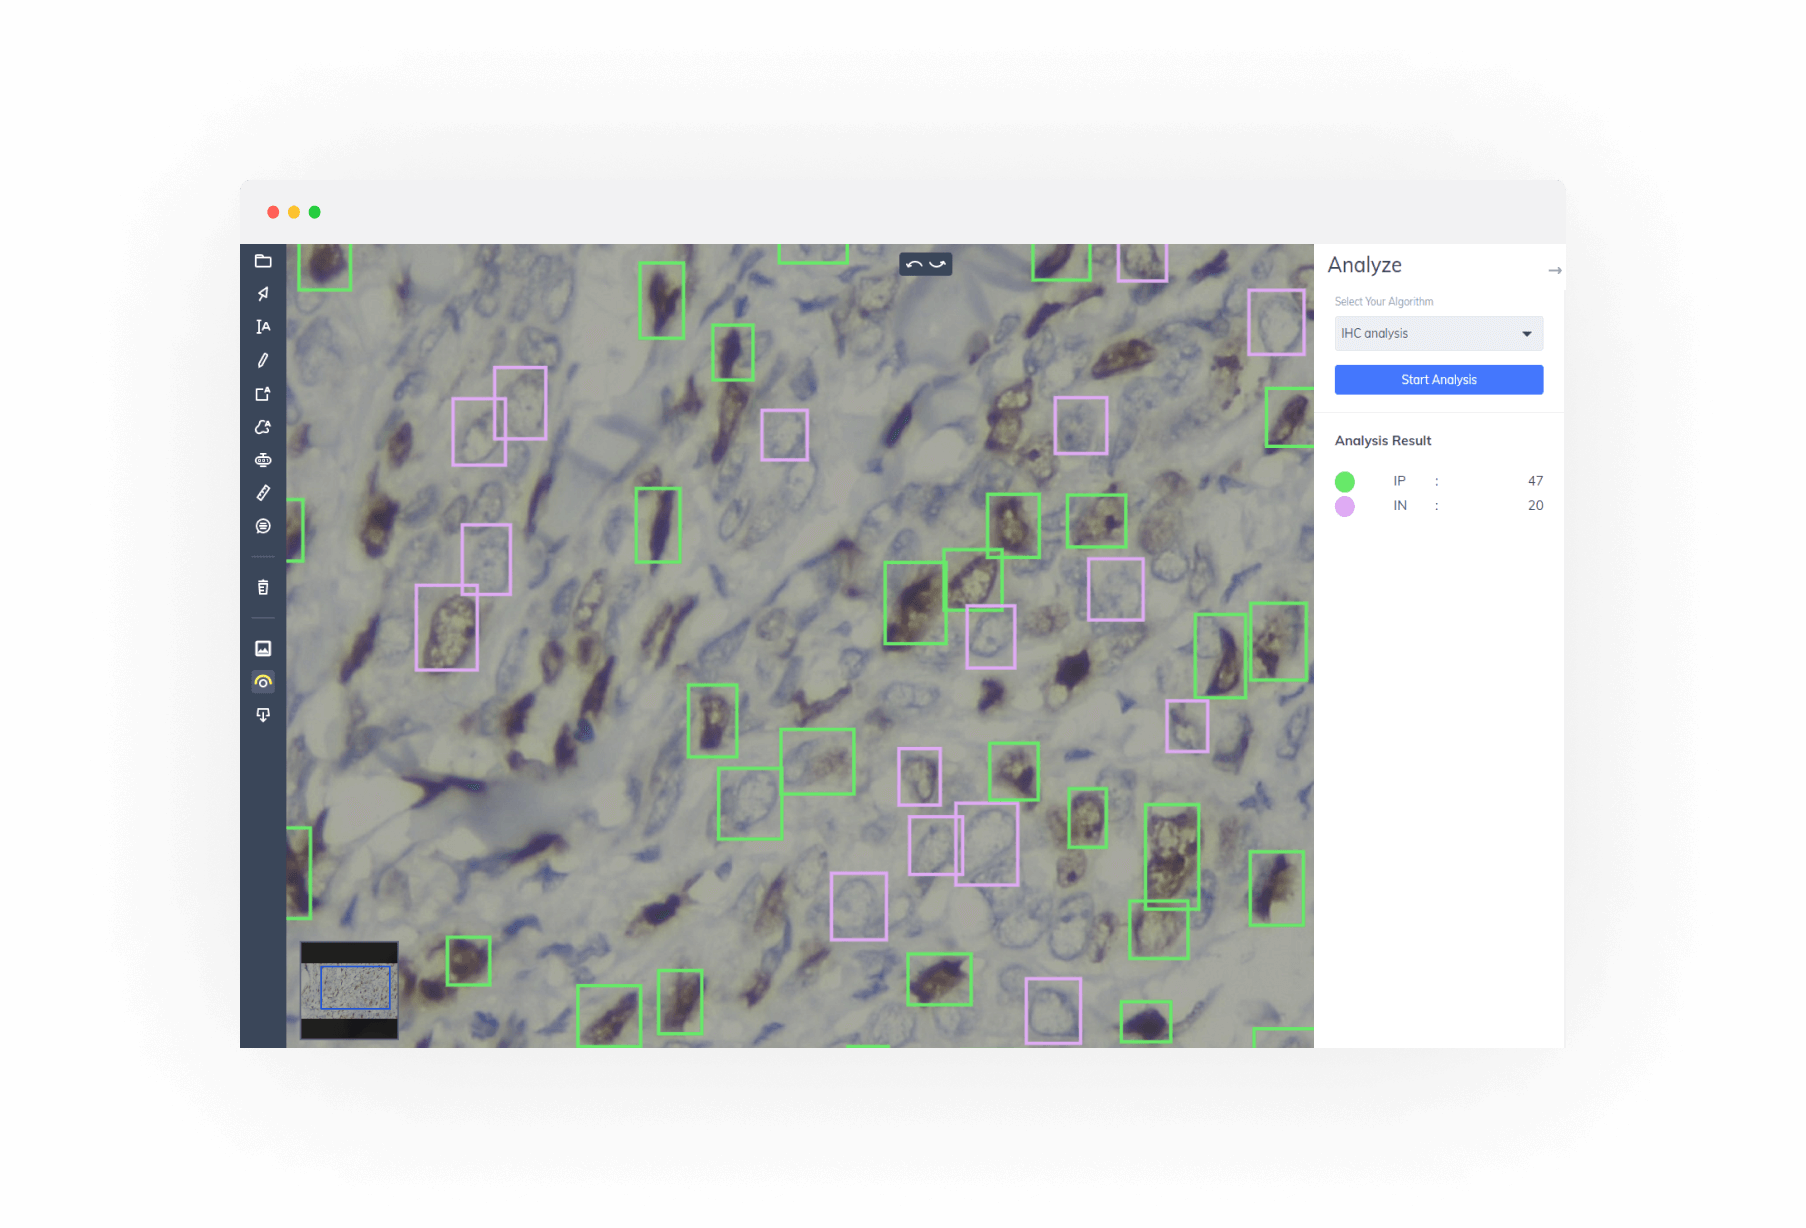 Analyze
Select Your Algorithm
IHC analysis
Start Analysis
Analysis Result
IP : 47
IN : 20